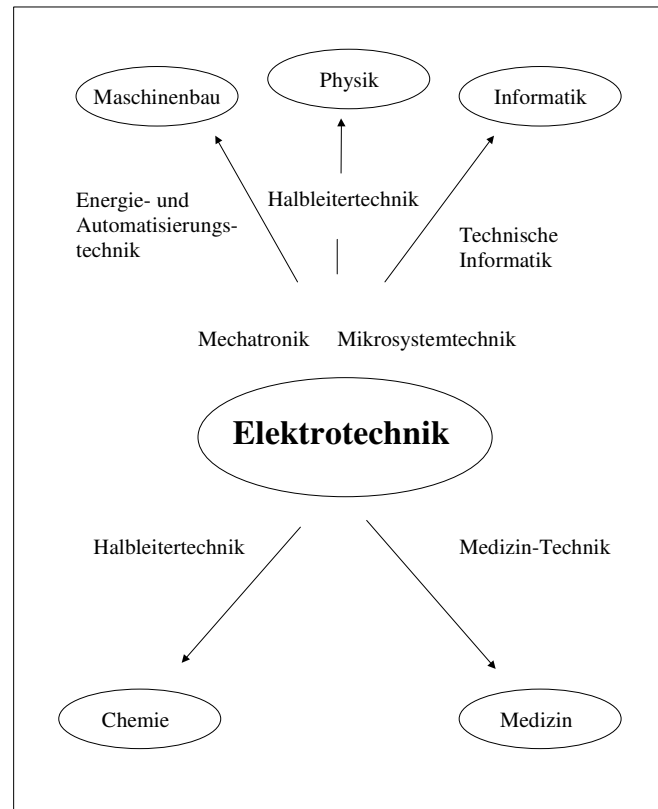 Maschinenbau
Physik
Informatik
Energie- und
Automatisierungs-
technik
Halbleitertechnik
Technische
Informatik
Mechatronik
Mikrosystemtechnik
Elektrotechnik
Halbleitertechnik
Medizin-Technik
Chemie
Medizin